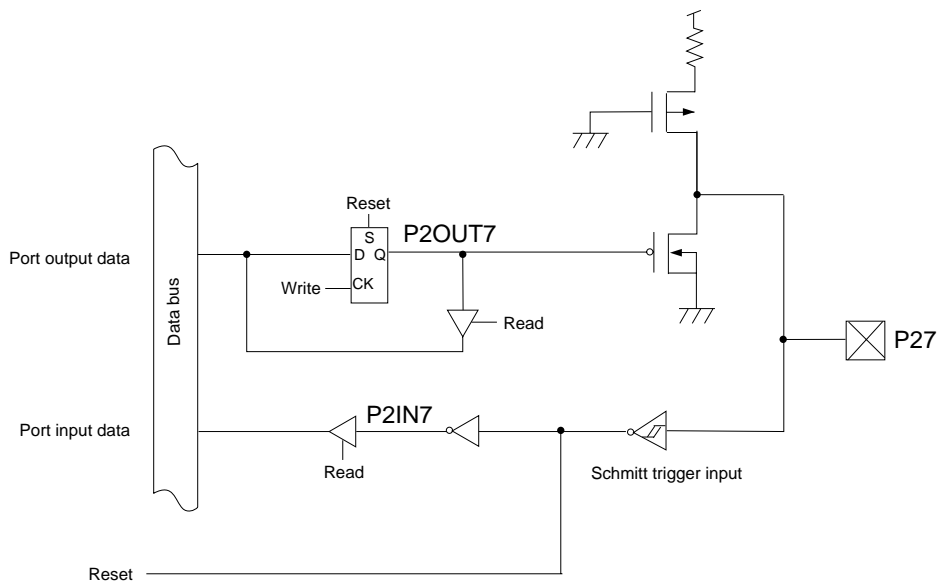 Reset
S
P2OUT7
D Q
Port output data
CK
Write
Data bus
Read
P27
P2IN7
Port input data
Read
Schmitt trigger input
Reset